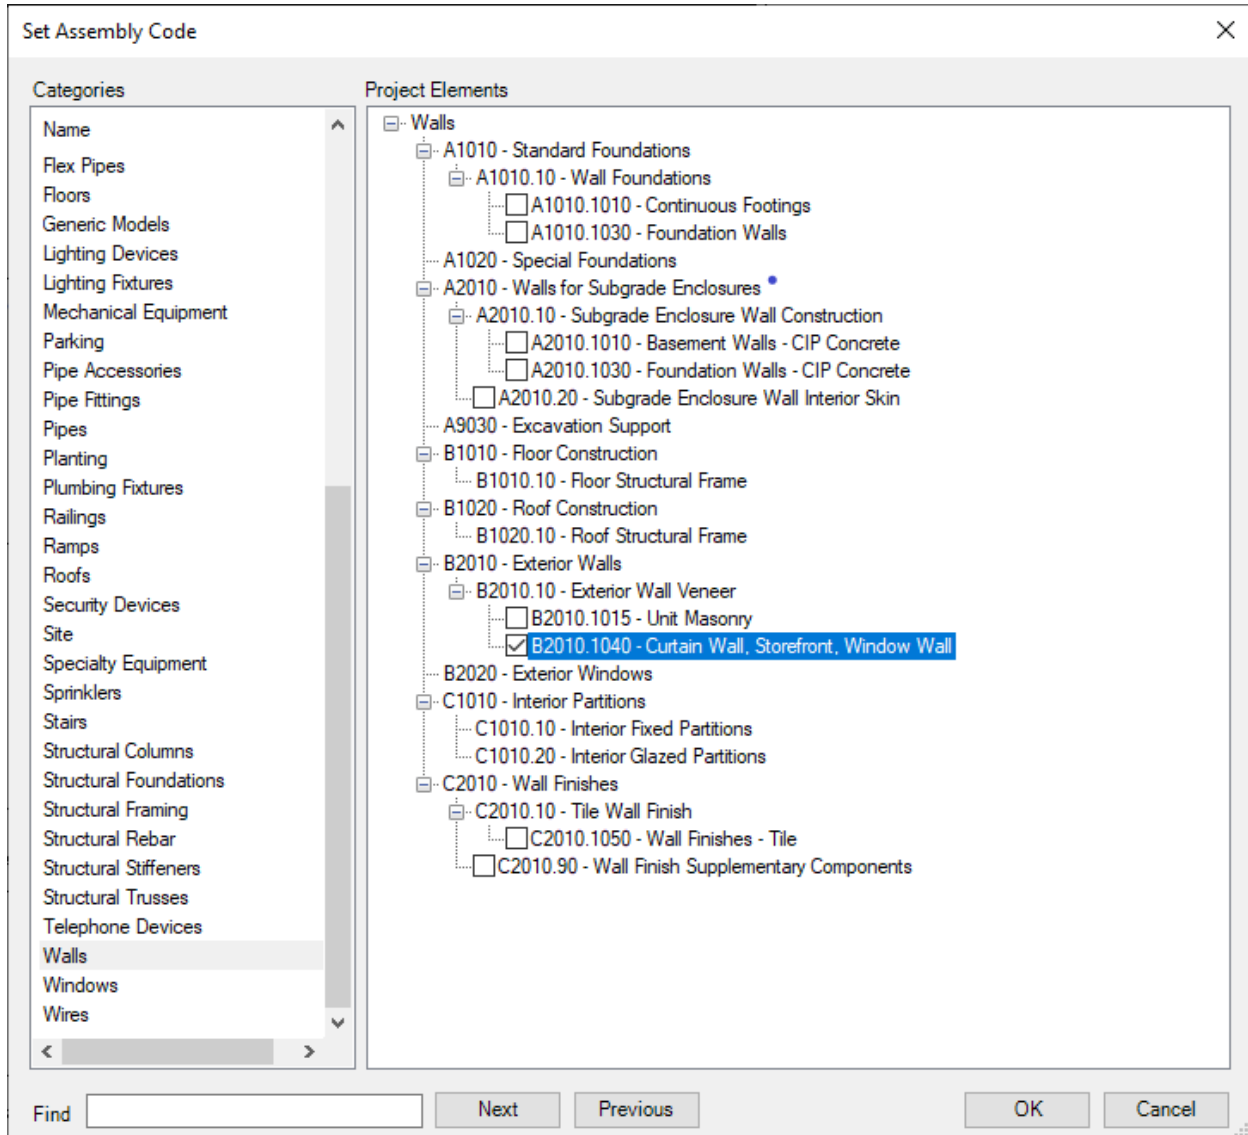 Set Assembly Code
Categories
Name
Flex Pipes
Floors
Generic Models
Lighting Devices
Lighting Fixtures
Mechanical Equipment
Parking
Pipe Accessories
Pipe Fittings
Pipes
Planting
Plumbing Fixtures
Railings
Ramps
Roofs
Security Devices
Site
Specialty Equipment
Sprinklers
Stairs
Structural Columns
Structural Foundations
Structural Framing
Structural Rebar
Structural Stiffeners
Structural Trusses
Telephone Devices
Walls
Windows
Wires
Project Elements
Walls
A1010 - Standard Foundations
A1010.10 - Wall Foundations
A1010.1010 - Continuous Footings
A1010.1030 - Foundation Walls
A1020 - Special Foundations
A2010 - Walls for Subgrade Enclosures
A2010.10 - Subgrade Enclosure Wall Construction
A2010.1010 - Basement Walls - CIP Concrete
A2010.1030 - Foundation Walls - CIP Concrete
A2010.20 - Subgrade Enclosure Wall Interior Skin
A9030 - Excavation Support
B1010 - Floor Construction
B1010.10 - Floor Structural Frame
B1020 - Roof Construction
B1020.10 - Roof Structural Frame
B2010 - Exterior Walls
B2010.10 - Exterior Wall Veneer
B2010.1015 - Unit Masonry
B2010.1040 - Curtain Wall, Storefront, Window Wall
B2020 - Exterior Windows
C1010 - Interior Partitions
C1010.10 - Interior Fixed Partitions
C1010.20 - Interior Glazed Partitions
C2010 - Wall Finishes
C2010.10 - Tile Wall Finish
C2010.1050 - Wall Finishes - Tile
C2010.90 - Wall Finish Supplementary Components
Find
Next
Previous
OK
Cancel